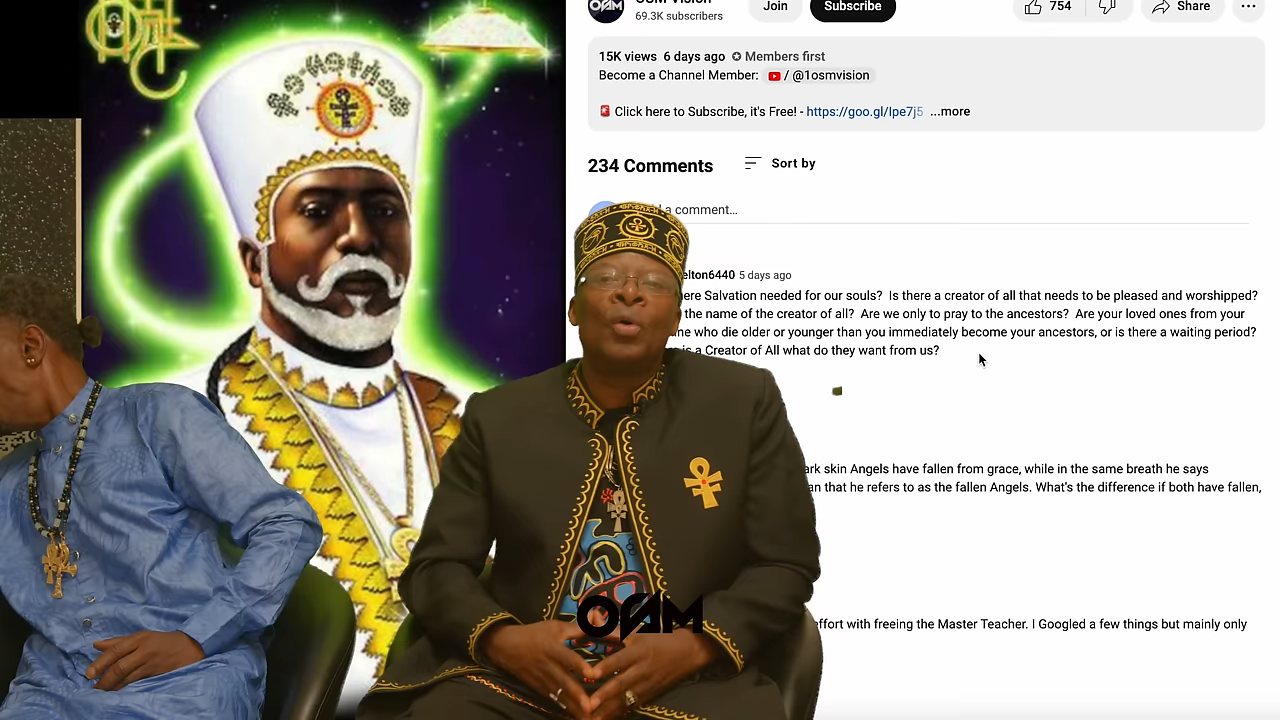 69.3K subscribers
Join
Subscribe
754
Share
15K views 6 days ago Members first
Become a Channel Member: / @1osmvision
Click here to Subscribe, it's Free! - https://goo.gl/Ipe7j5 ...more
234 Comments
Sort by
a comment...
elton6440 5 days ago
ere Salvation needed for our souls? Is there a creator of all that needs to be pleased and worshipped?
the name of the creator of all? Are we only to pray to the ancestors? Are your loved ones from your
ne who die older or younger than you immediately become your ancestors, or is there a waiting period?
is a Creator of All what do they want from us?
ark skin Angels have fallen from grace, while in the same breath he says
an that he refers to as the fallen Angels. What's the difference if both have fallen,
effort with freeing the Master Teacher. I Googled a few things but mainly only